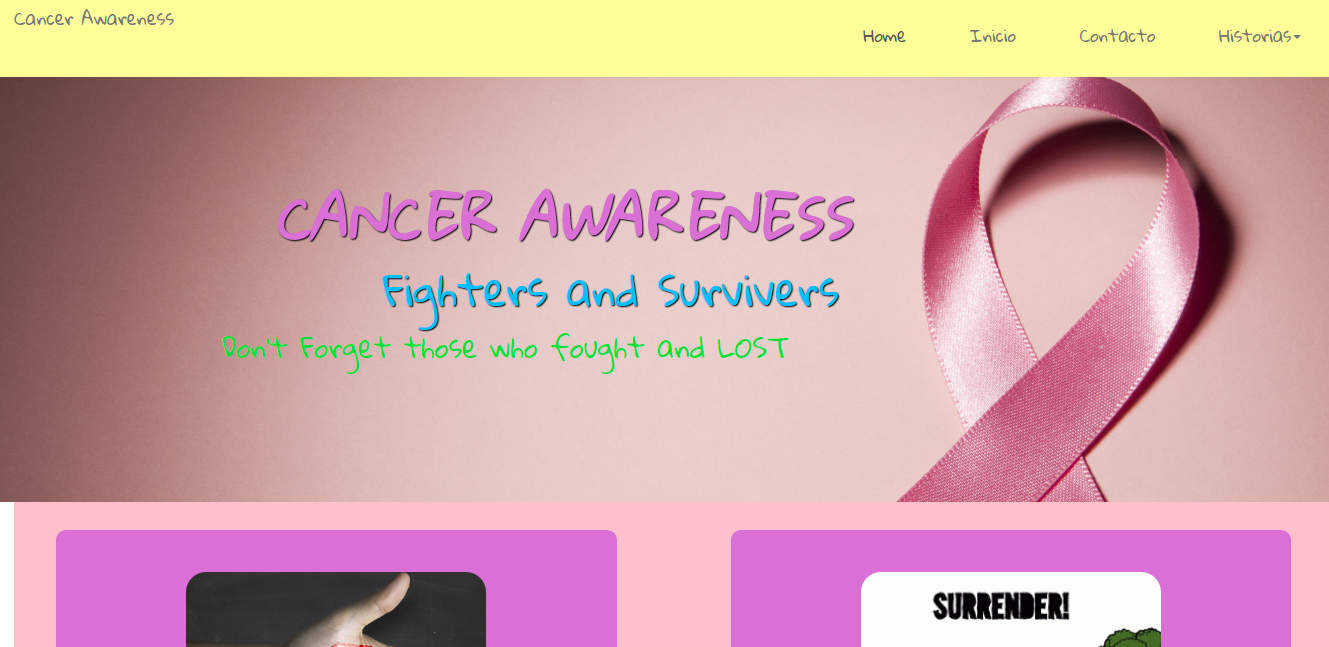 Cancer Awareness
Home Inicio Contacto Historias
CANCER AWARENESS
Fighters and Survivers
Don't Forget those who fought and LOST
SURRENDER!